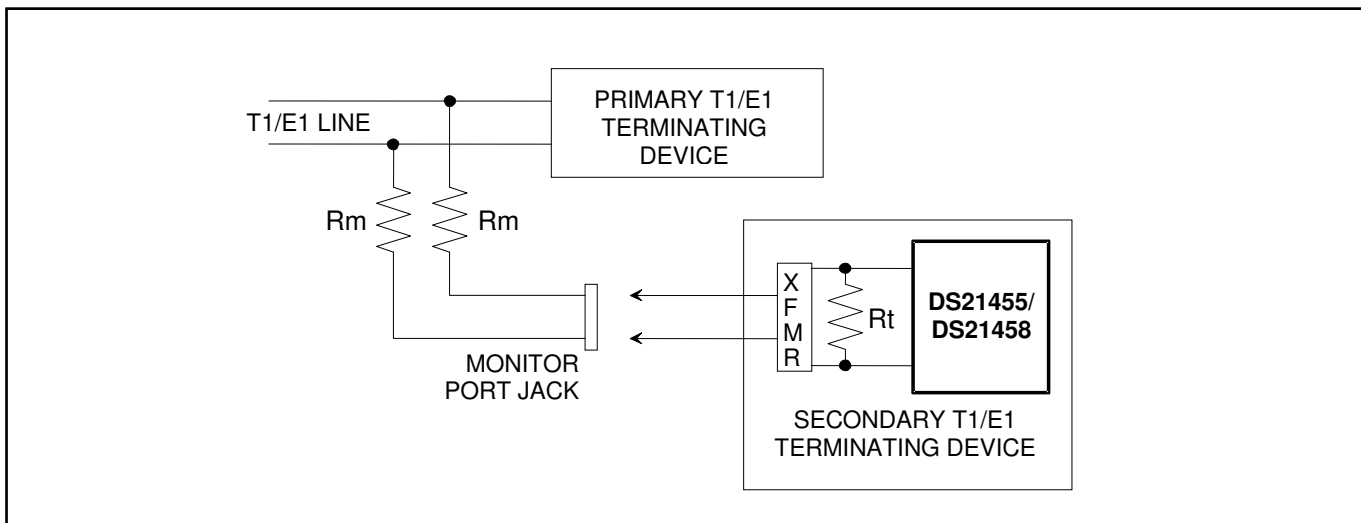 PRIMARY T1/E1
TERMINATING
DEVICE
T1/E1 LINE
Rm
Rm
MONITOR
PORT JACK
X
F
M
R
Rt
DS21455/
DS21458
SECONDARY T1/E1
TERMINATING DEVICE